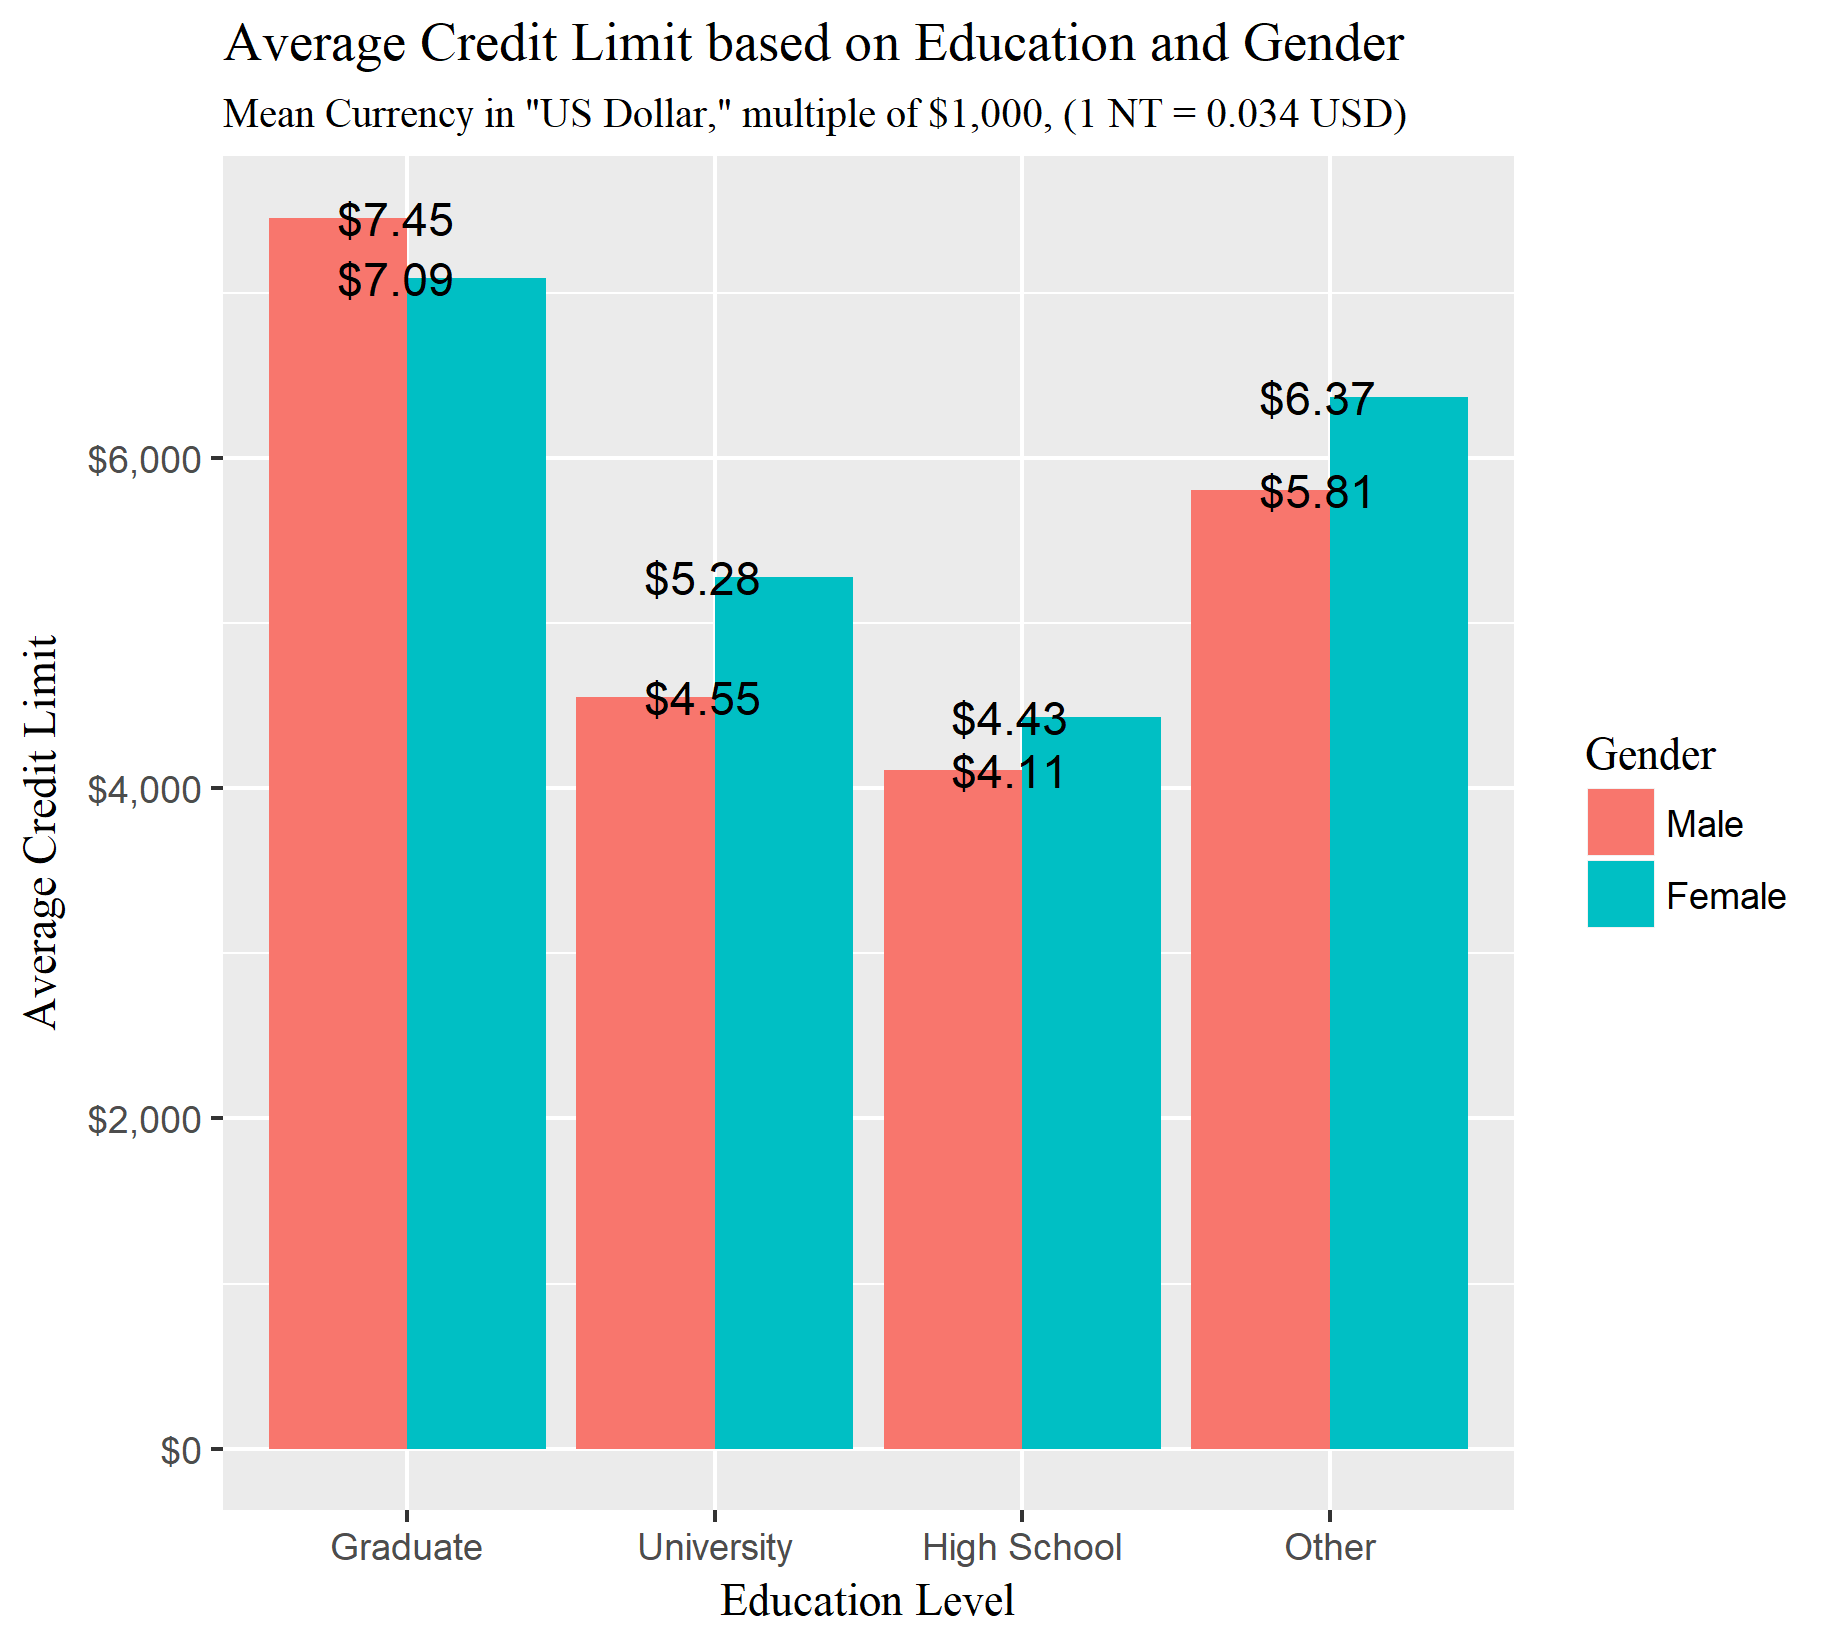 Average Credit Limit based on Education and Gender
Mean Currency in "US Dollar," multiple of $1,000, (1 NT = 0.034 USD)
Average Credit Limit
$6,000
$4,000
$2,000
$0
$7.45
$7.09
$5.28
$4.55
$4.43
$4.11
$6.37
$5.81
Graduate
University
High School
Other
Education Level
Gender
Male
Female